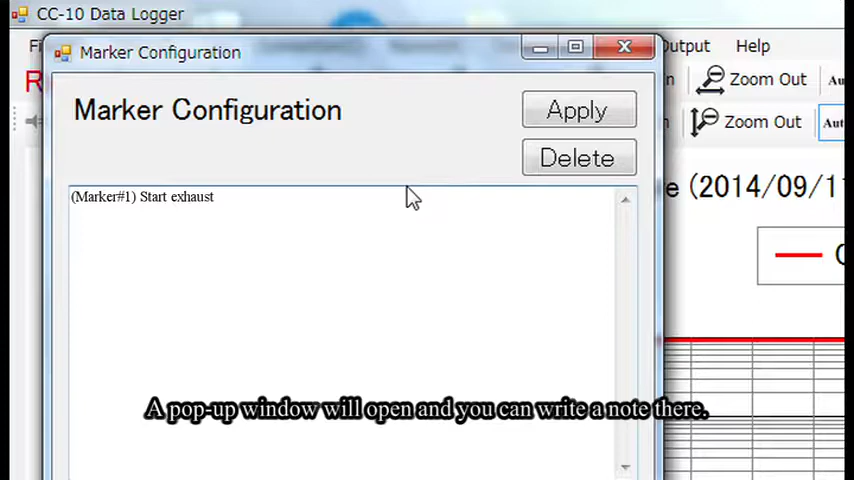 CC-10 Data Logger
Marker Configuration
Output Help
Marker Configuration
Apply
Delete
Zoom Out
Zoom Out
(Marker#1) Start exhaust
(2014/09/11
A pop-up window will open and you can write a note there.